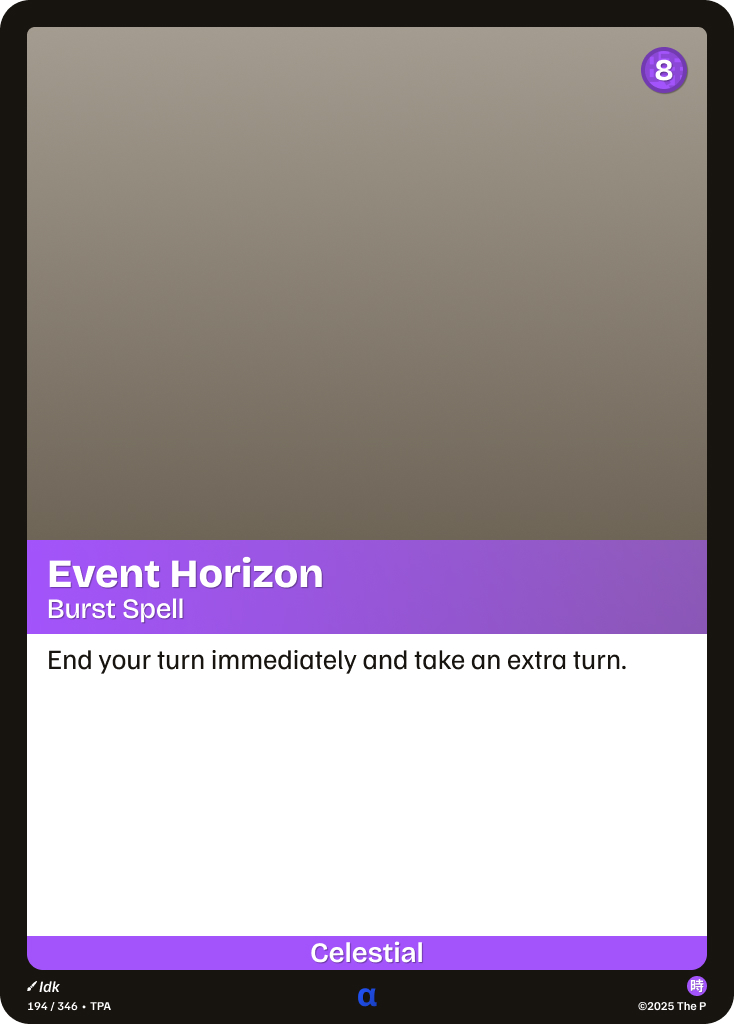 8
Event Horizon
Burst Spell
End your turn immediately and take an extra turn.
Celestial
Idk
194 / 346 • TPA
α
時
©2025 The P